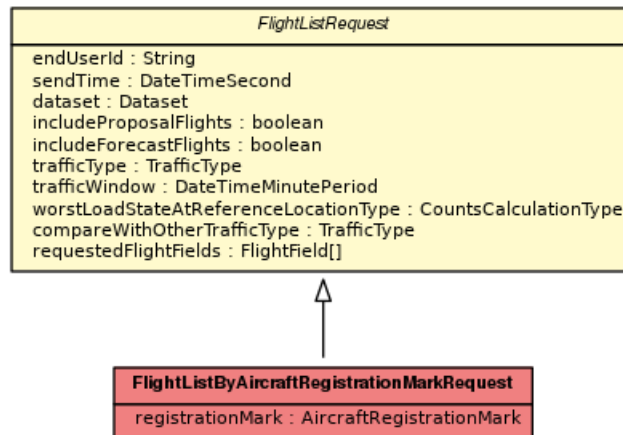 FlightListRequest
endUserId : String
sendTime : DateTimeSecond
dataset : Dataset
includeProposalFlights : boolean
includeForecastFlights : boolean
trafficType : TrafficType
trafficWindow : DateTimeMinutePeriod
worstLoadStateAtReferenceLocationType : CountsCalculationType
compareWithOtherTrafficType : TrafficType
requestedFlightFields : FlightField[]
FlightListByAircraftRegistrationMarkRequest
registrationMark : AircraftRegistrationMark